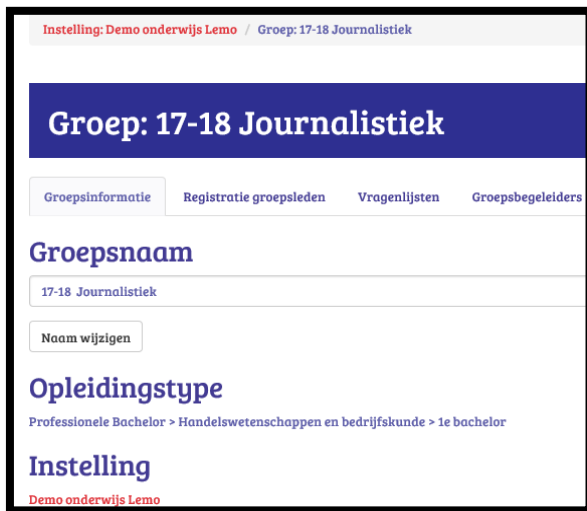 Instelling: Demo onderwijs Lemo / Groep: 17-18 Journalistiek
Groep: 17-18 Journalistiek
Groepsinformatie Registratie groepsleden Vragenlijsten Groepsbegeleiders
Groepsnaam
17-18 Journalistiek
Naam wijzigen
Opleidingstype
Professionele Bachelor > Handelswetenschappen en bedrijfskunde > 1e bachelor
Instelling
Demo onderwijs Lemo